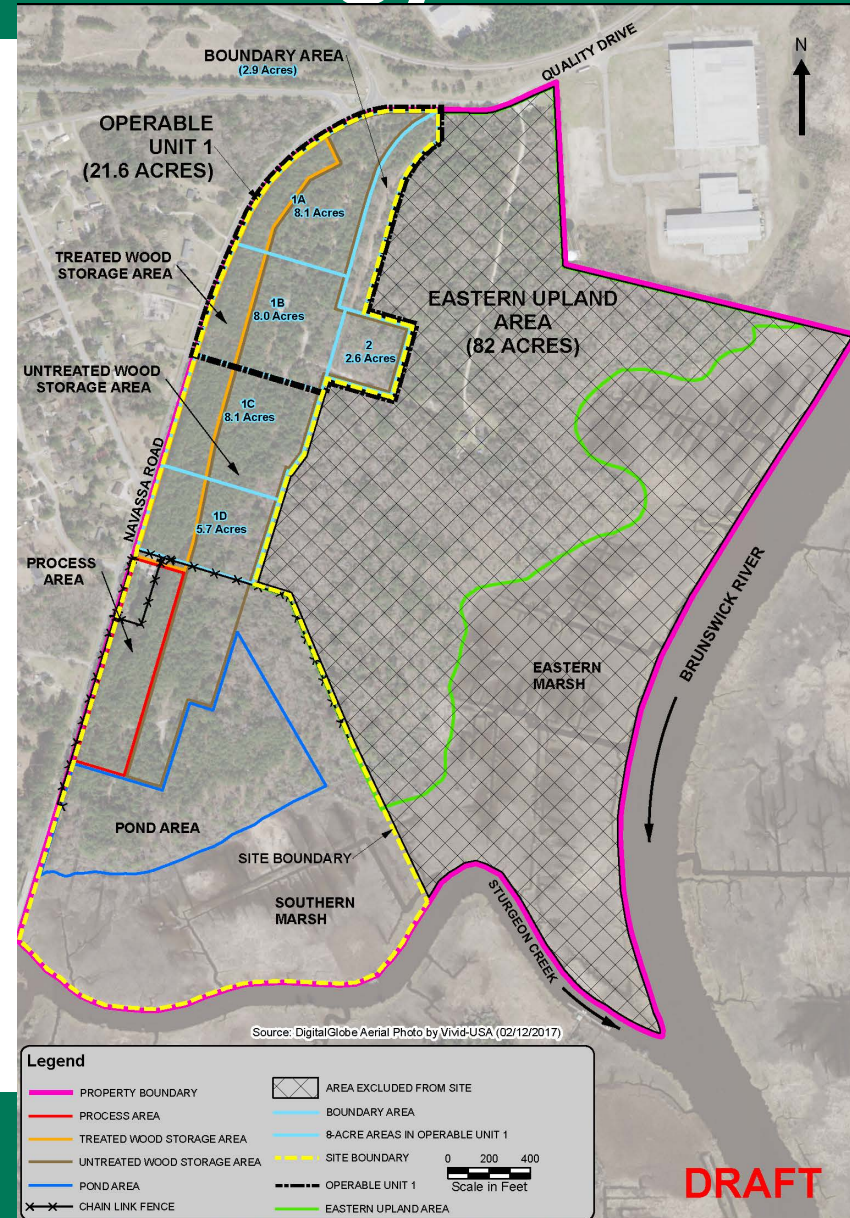 QUALITY DRIVE
N
BOUNDARY AREA
(2.9 Acres)
OPERABLE
UNIT 1
(21.6 ACRES)
1A
8.1 Acres
TREATED WOOD
STORAGE AREA
1B
8.0 Acres
EASTERN UPLAND
AREA
(82 ACRES)
2
2.6 Acres
UNTREATED WOOD
STORAGE AREA
1C
8.1 Acres
NAVASSA ROAD
1D
5.7 Acres
PROCESS
AREA
BRUNSWICK RIVER
EASTERN
MARSH
POND AREA
SITE BOUNDARY
SOUTHERN
MARSH
STURGEON CREEK
Source: DigitalGlobe Aerial Photo by Vivid-USA (02/12/2017)
Legend
PROPERTY BOUNDARY
PROCESS AREA
TREATED WOOD STORAGE AREA
UNTREATED WOOD STORAGE AREA
POND AREA
CHAIN LINK FENCE
AREA EXCLUDED FROM SITE
BOUNDARY AREA
8-ACRE AREAS IN OPERABLE UNIT 1
SITE BOUNDARY
OPERABLE UNIT 1
EASTERN UPLAND AREA
0 200 400
Scale in Feet
DRAFT